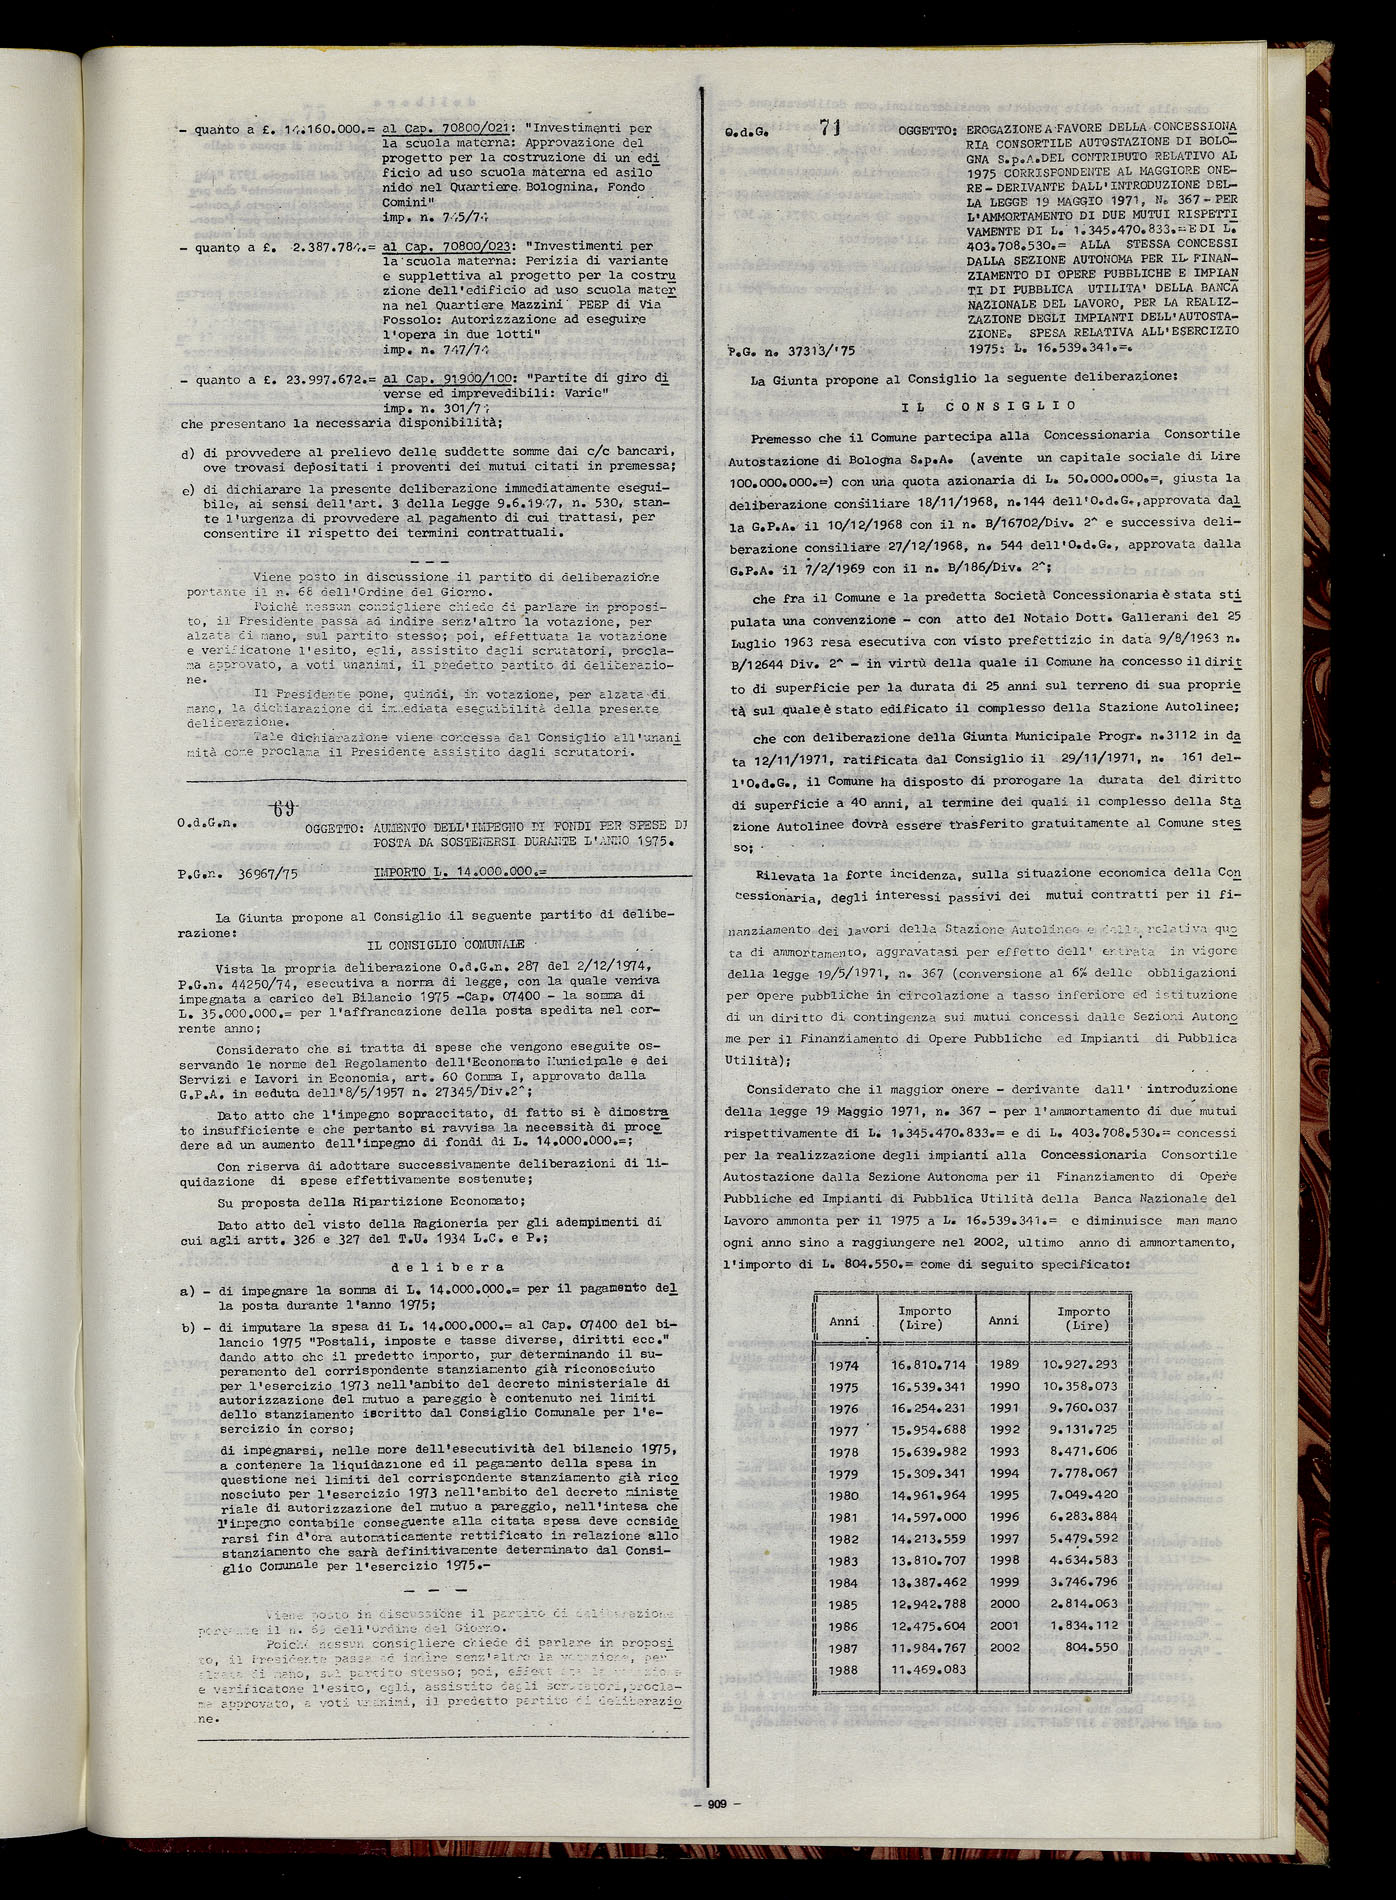 - quanto a £. 14.160.000.= al Cap. 70800/021: "Investimenti per
la scuola materna: Approvazione del
progetto per la costruzione di un edi
ficio ad uso scuola materna ed asilo
nido nel Quartiere Bolognina, Fondo
Comini"
imp. n. 745/74
- quanto a £. 2.387.784.= al Cap. 70800/023: "Investimenti per
la scuola materna: Perizia di variante
e supplettiva al progetto per la costru
zione dell'edificio ad uso scuola mater
na nel Quartiere Mazzini PEEP di Via
Fossolo: Autorizzazione ad eseguire
l'opera in due lotti"
imp. n. 747/74
- quanto a £. 23.997.672.= al Cap. 91900/100: "Partite di giro di
verse ed imprevedibili: Varie"
imp. n. 301/74
che presentano la necessaria disponibilità;
d) di provvedere al prelievo delle suddette somme dai c/c bancari,
ove trovasi depositati i proventi dei mutui citati in premessa;
e) di dichiarare la presente deliberazione immediatamente esegui-
bile, ai sensi dell'art. 3 della Legge 9.6.1947, n. 530, stan-
te l'urgenza di provvedere al pagamento di cui trattasi, per
consentire il rispetto dei termini contrattuali.
- - -
Viene posto in discussione il partito di deliberazione
portante il n. 68 dell'Ordine del Giorno.
Poichè nessun consigliere chiede di parlare in proposi-
to, il Presidente passa ad indire senz'altro la votazione, per
alzata di mano, sul partito stesso; poi, effettuata la votazione
e verificatone l'esito, egli, assistito dagli scrutatori, procla-
ma approvato, a voti unanimi, il predetto partito di deliberazio-
ne.
Il Presidente pone, quindi, in votazione, per alzata di
mano, la dichiarazione di immediata eseguibilità della presente
deliberazione.
Tale dichiarazione viene concessa dal Consiglio all'unani
mità come proclama il Presidente assistito dagli scrutatori.
69
O.d.G.n.
OGGETTO: AUMENTO DELL'IMPEGNO DI FONDI PER SPESE DI
POSTA DA SOSTENERSI DURANTE L'ANNO 1975.
P.G.n. 36967/75 IMPORTO L. 14.000.000.=
La Giunta propone al Consiglio il seguente partito di delibe-
razione:
IL CONSIGLIO COMUNALE
Vista la propria deliberazione O.d.G.n. 287 del 2/12/1974,
P.G.n. 44250/74, esecutiva a norma di legge, con la quale veniva
impegnata a carico del Bilancio 1975 -Cap. 07400 - la somma di
L. 35.000.000.= per l'affrancazione della posta spedita nel cor-
rente anno;
Considerato che si tratta di spese che vengono eseguite os-
servando le norme del Regolamento dell'Economato Municipale e dei
Servizi e Lavori in Economia, art. 60 Comma I, approvato dalla
G.P.A. in seduta dell'8/5/1957 n. 27345/Div.2^;
Dato atto che l'impegno sopraccitato, di fatto si è dimostra
to insufficiente e che pertanto si ravvisa la necessità di proce
dere ad un aumento dell'impegno di fondi di L. 14.000.000.=;
Con riserva di adottare successivamente deliberazioni di li-
quidazione di spese effettivamente sostenute;
Su proposta della Ripartizione Economato;
Dato atto del visto della Ragioneria per gli adempimenti di
cui agli artt. 326 e 327 del T.U. 1934 L.C. e P.;
d e l i b e r a
a) - di impegnare la somma di L. 14.000.000.= per il pagamento del
la posta durante l'anno 1975;
b) - di imputare la spesa di L. 14.000.000.= al Cap. 07400 del bi-
lancio 1975 "Postali, imposte e tasse diverse, diritti ecc."
dando atto che il predetto importo, pur determinando il su-
peramento del corrispondente stanziamento già riconosciuto
per l'esercizio 1973 nell'ambito del decreto ministeriale di
autorizzazione del mutuo a pareggio è contenuto nei limiti
dello stanziamento iscritto dal Consiglio Comunale per l'e-
sercizio in corso;
di impegnarsi, nelle more dell'esecutività del bilancio 1975,
a contenere la liquidazione ed il pagamento della spesa in
questione nei limiti del corrispondente stanziamento già rico
nosciuto per l'esercizio 1973 nell'ambito del decreto ministe
riale di autorizzazione del mutuo a pareggio, nell'intesa che
l'impegno contabile conseguente alla citata spesa deve conside
rarsi fin d'ora automaticamente rettificato in relazione allo
stanziamento che sarà definitivamente determinato dal Consi-
glio Comunale per l'esercizio 1975.-
- - -
Viene posto in discussione il partito di deliberazione
portante il n. 69 dell'Ordine del Giorno.
Poichè nessun consigliere chiede di parlare in proposi
to, il Presidente passa ad indire senz'altro la votazione, per
alzata di mano, sul partito stesso; poi, effettuata la votazione
e verificatone l'esito, egli, assistito dagli scrutatori,procla-
ma approvato, a voti unanimi, il predetto partito di deliberazio
ne.
O.d.G. 71 OGGETTO: EROGAZIONE A FAVORE DELLA CONCESSIONA
RIA CONSORTILE AUTOSTAZIONE DI BOLO-
GNA S.p.A. DEL CONTRIBUTO RELATIVO AL
1975 CORRISPONDENTE AL MAGGIORE ONE-
RE - DERIVANTE DALL'INTRODUZIONE DEL-
LA LEGGE 19 MAGGIO 1971, N. 367 - PER
L'AMMORTAMENTO DI DUE MUTUI RISPETTI
VAMENTE DI L. 1.345.470.833.= E DI L.
403.708.530.= ALLA STESSA CONCESSI
DALLA SEZIONE AUTONOMA PER IL FINAN-
ZIAMENTO DI OPERE PUBBLICHE E IMPIAN
TI DI PUBBLICA UTILITA' DELLA BANCA
NAZIONALE DEL LAVORO, PER LA REALIZ-
ZAZIONE DEGLI IMPIANTI DELL'AUTOSTA-
ZIONE. SPESA RELATIVA ALL'ESERCIZIO
P.G. n. 37313/'75 1975: L. 16.539.341.=.
La Giunta propone al Consiglio la seguente deliberazione:
I L C O N S I G L I O
Premesso che il Comune partecipa alla Concessionaria Consortile
Autostazione di Bologna S.p.A. (avente un capitale sociale di Lire
100.000.000.=) con una quota azionaria di L. 50.000.000.=, giusta la
deliberazione consiliare 18/11/1968, n.144 dell'O.d.G.,approvata dal
la G.P.A. il 10/12/1968 con il n. B/16702/Div. 2^ e successiva deli-
berazione consiliare 27/12/1968, n. 544 dell'O.d.G., approvata dalla
G.P.A. il 7/2/1969 con il n. B/186/Div. 2^;
che fra il Comune e la predetta Società Concessionaria è stata sti
pulata una convenzione - con atto del Notaio Dott. Gallerani del 25
Luglio 1963 resa esecutiva con visto prefettizio in data 9/8/1963 n.
B/12644 Div. 2^ - in virtù della quale il Comune ha concesso il dirit
to di superficie per la durata di 25 anni sul terreno di sua proprie
tà sul quale è stato edificato il complesso della Stazione Autolinee;
che con deliberazione della Giunta Municipale Progr. n.3112 in da
ta 12/11/1971, ratificata dal Consiglio il 29/11/1971, n. 161 del-
l'O.d.G., il Comune ha disposto di prorogare la durata del diritto
di superficie a 40 anni, al termine dei quali il complesso della Sta
zione Autolinee dovrà essere trasferito gratuitamente al Comune stes
so;
Rilevata la forte incidenza, sulla situazione economica della Con
cessionaria, degli interessi passivi dei mutui contratti per il fi-
nanziamento dei lavori della Stazione Autolinee e della relativa quo
ta di ammortamento, aggravatasi per effetto dell' entrata in vigore
della legge 19/5/1971, n. 367 (conversione al 6% delle obbligazioni
per opere pubbliche in circolazione a tasso inferiore ed istituzione
di un diritto di contingenza sui mutui concessi dalle Sezioni Autono
me per il Finanziamento di Opere Pubbliche ed Impianti di Pubblica
Utilità);
Considerato che il maggior onere - derivante dall' introduzione
della legge 19 Maggio 1971, n. 367 - per l'ammortamento di due mutui
rispettivamente di L. 1.345.470.833.= e di L. 403.708.530.= concessi
per la realizzazione degli impianti alla Concessionaria Consortile
Autostazione dalla Sezione Autonoma per il Finanziamento di Opere
Pubbliche ed Impianti di Pubblica Utilità della Banca Nazionale del
Lavoro ammonta per il 1975 a L. 16.539.341.= e diminuisce man mano
ogni anno sino a raggiungere nel 2002, ultimo anno di ammortamento,
l'importo di L. 804.550.= come di seguito specificato:
Anni Importo (Lire) Anni Importo (Lire)
1974 16.810.714 1989 10.927.293
1975 16.539.341 1990 10.358.073
1976 16.254.231 1991 9.760.037
1977 15.954.688 1992 9.131.725
1978 15.639.982 1993 8.471.606
1979 15.309.341 1994 7.778.067
1980 14.961.964 1995 7.049.420
1981 14.597.000 1996 6.283.884
1982 14.213.559 1997 5.479.592
1983 13.810.707 1998 4.634.583
1984 13.387.462 1999 3.746.796
1985 12.942.788 2000 2.814.063
1986 12.475.604 2001 1.834.112
1987 11.984.767 2002 804.550
1988 11.469.083
- 909 -